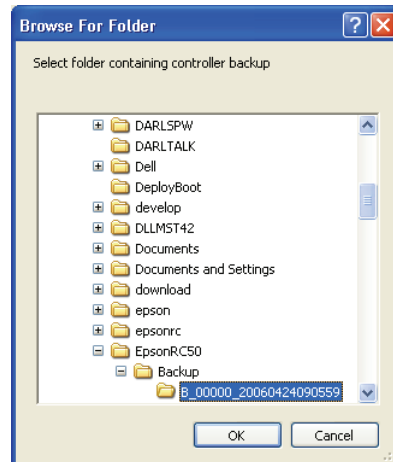 Browse For Folder
Select folder containing controller backup
DARLSPW
DARLTALK
Dell
DeployBoot
develop
DLLMST42
Documents
Documents and Settings
download
epson
epsonrc
EpsonRC50
Backup
B_00000_20060424090559
OK Cancel